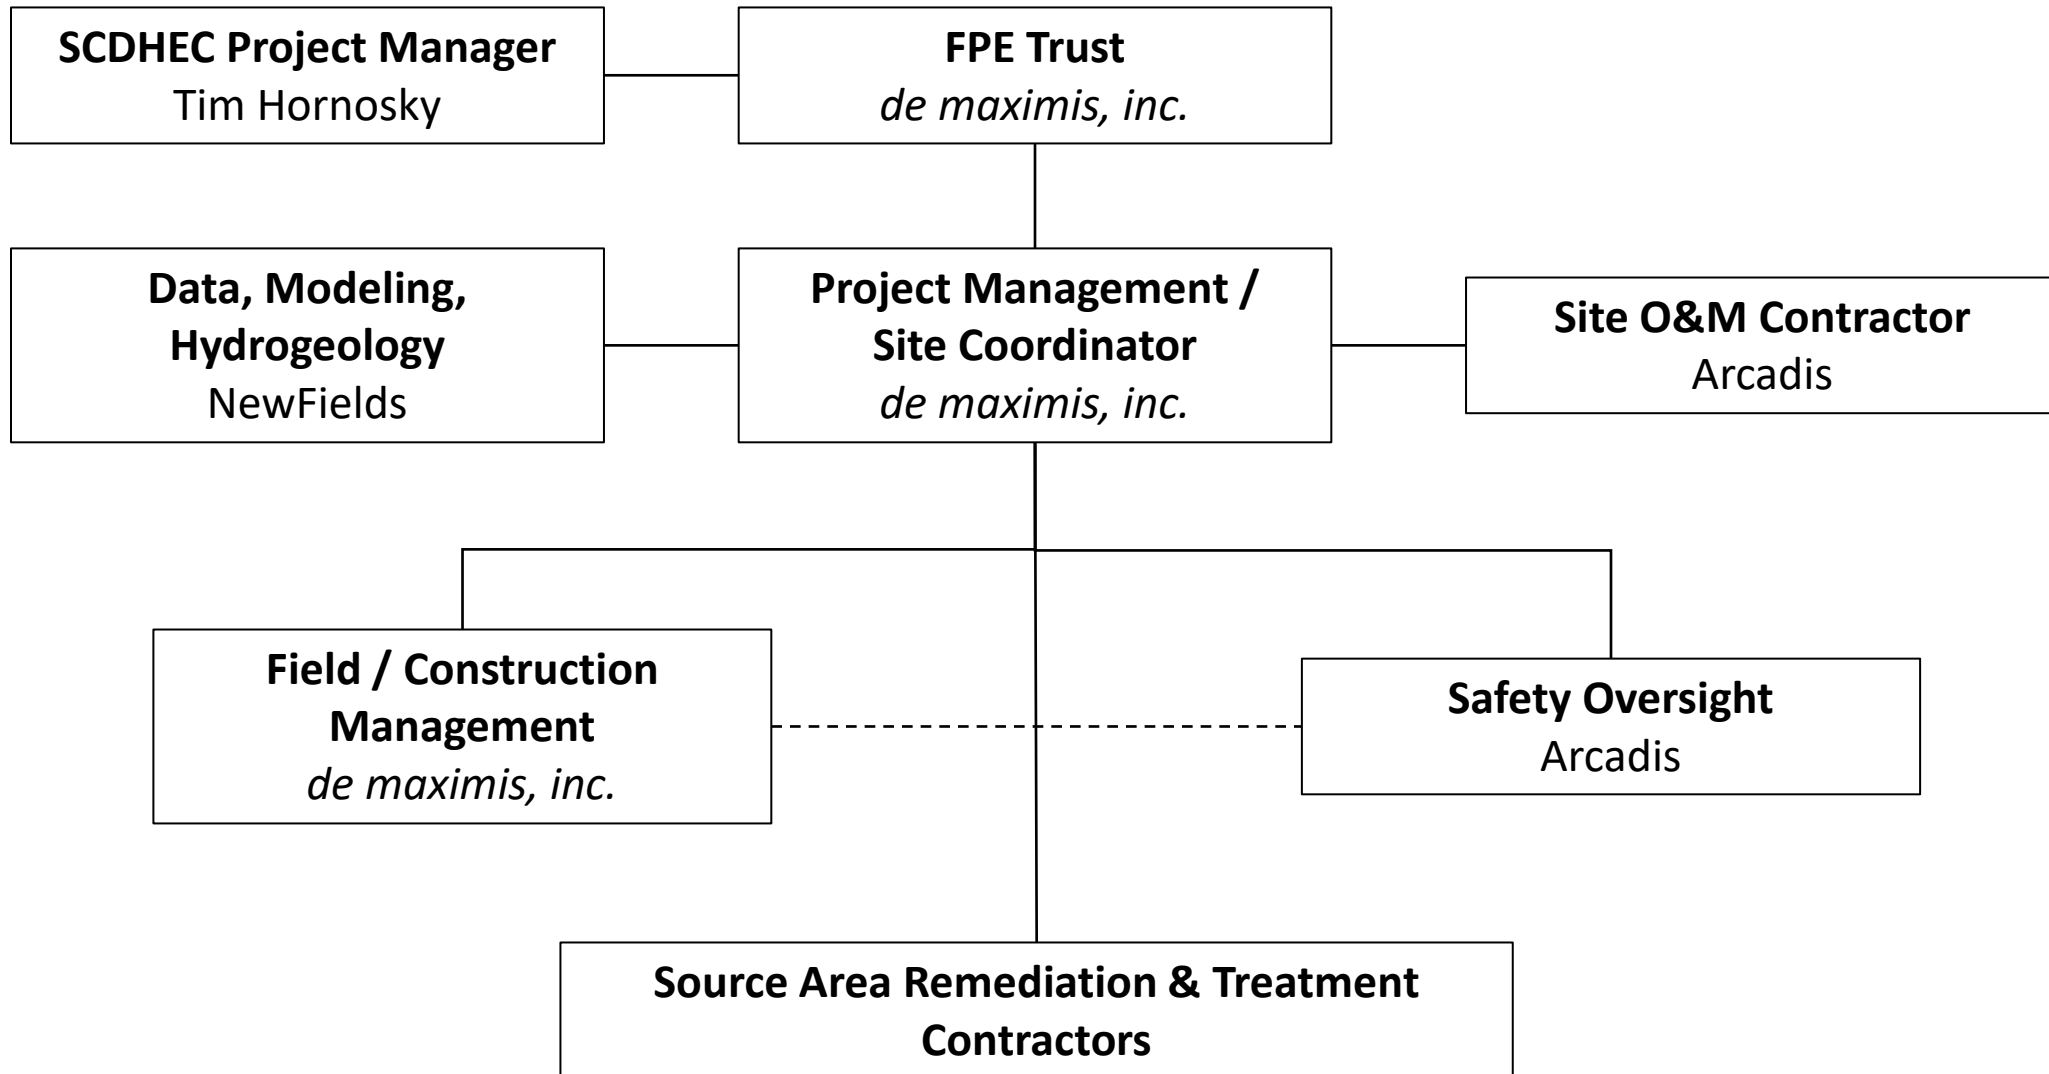 SCDHEC Project Manager
Tim Hornosky
FPE Trust
de maximis, inc.
Data, Modeling,
Hydrogeology
NewFields
Project Management /
Site Coordinator
de maximis, inc.
Site O&M Contractor
Arcadis
Field / Construction
Management
de maximis, inc.
Safety Oversight
Arcadis
Source Area Remediation & Treatment
Contractors